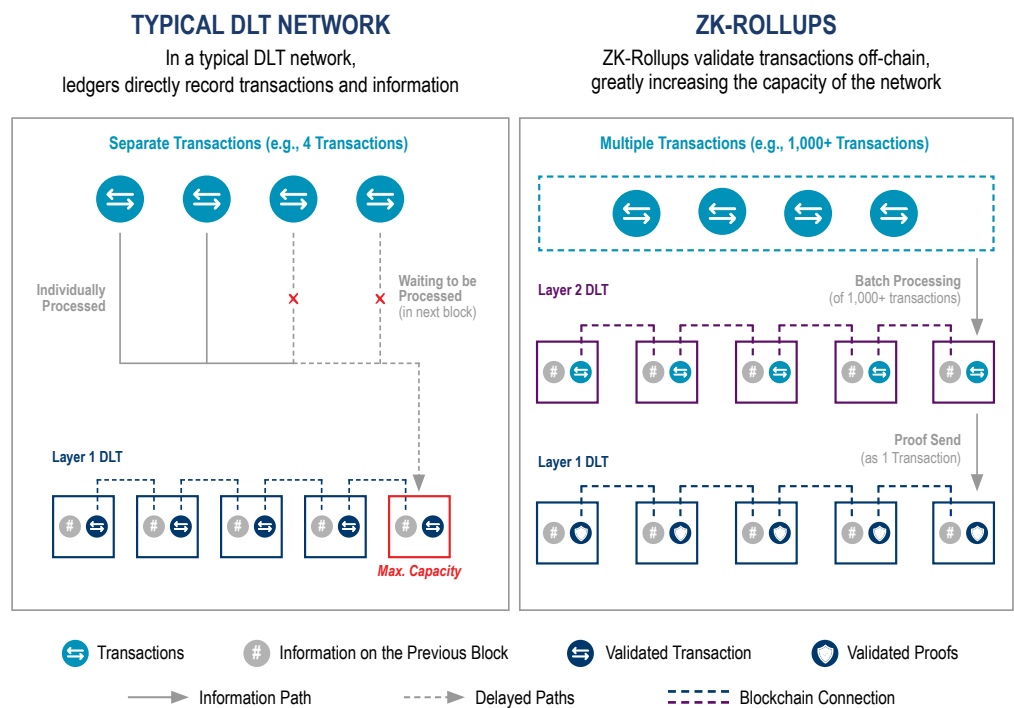 TYPICAL DLT NETWORK
In a typical DLT network,
ledgers directly record transactions and information
Separate Transactions (e.g., 4 Transactions)
Individually
Processed
Waiting to be
Processed
(in next block)
Layer 1 DLT
#
#
#
#
#
Max. Capacity
ZK-ROLLUPS
ZK-Rollups validate transactions off-chain,
greatly increasing the capacity of the network
Multiple Transactions (e.g., 1,000+ Transactions)
Batch Processing
(of 1,000+ transactions)
Layer 2 DLT
#
#
#
#
#
Proof Send
(as 1 Transaction)
Layer 1 DLT
#
#
#
#
#
Transactions
# Information on the Previous Block
Validated Transaction
Validated Proofs
Information Path
Delayed Paths
Blockchain Connection